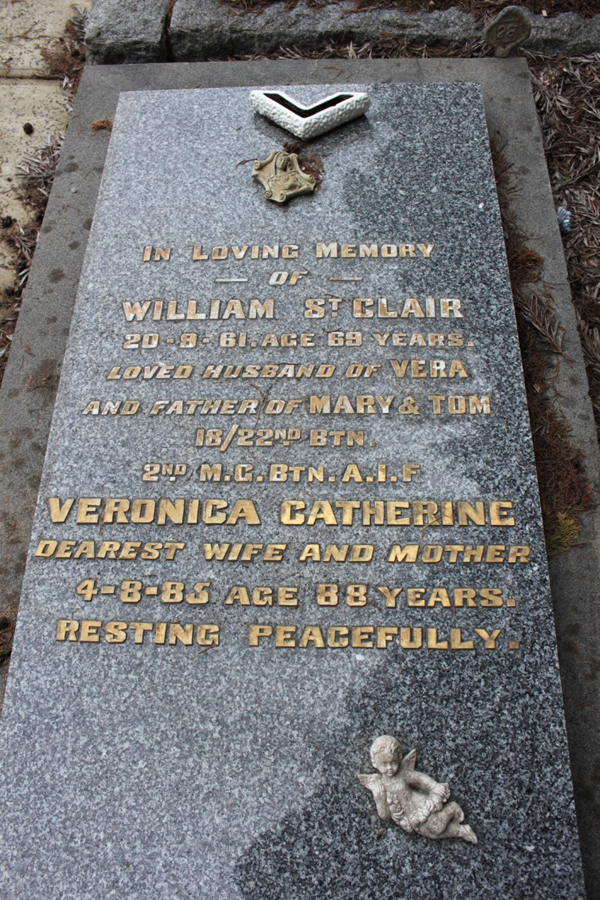 IN LOVING MEMORY
— OF —
WILLIAM ST CLAIR
20-9-61. AGE 69 YEARS.
LOVED HUSBAND OF VERA
AND FATHER OF MARY & TOM
18/22ND BTN.
2ND M.G. BTN. A.I.F
VERONICA CATHERINE
DEAREST WIFE AND MOTHER
4-8-85 AGE 88 YEARS.
RESTING PEACEFULLY.